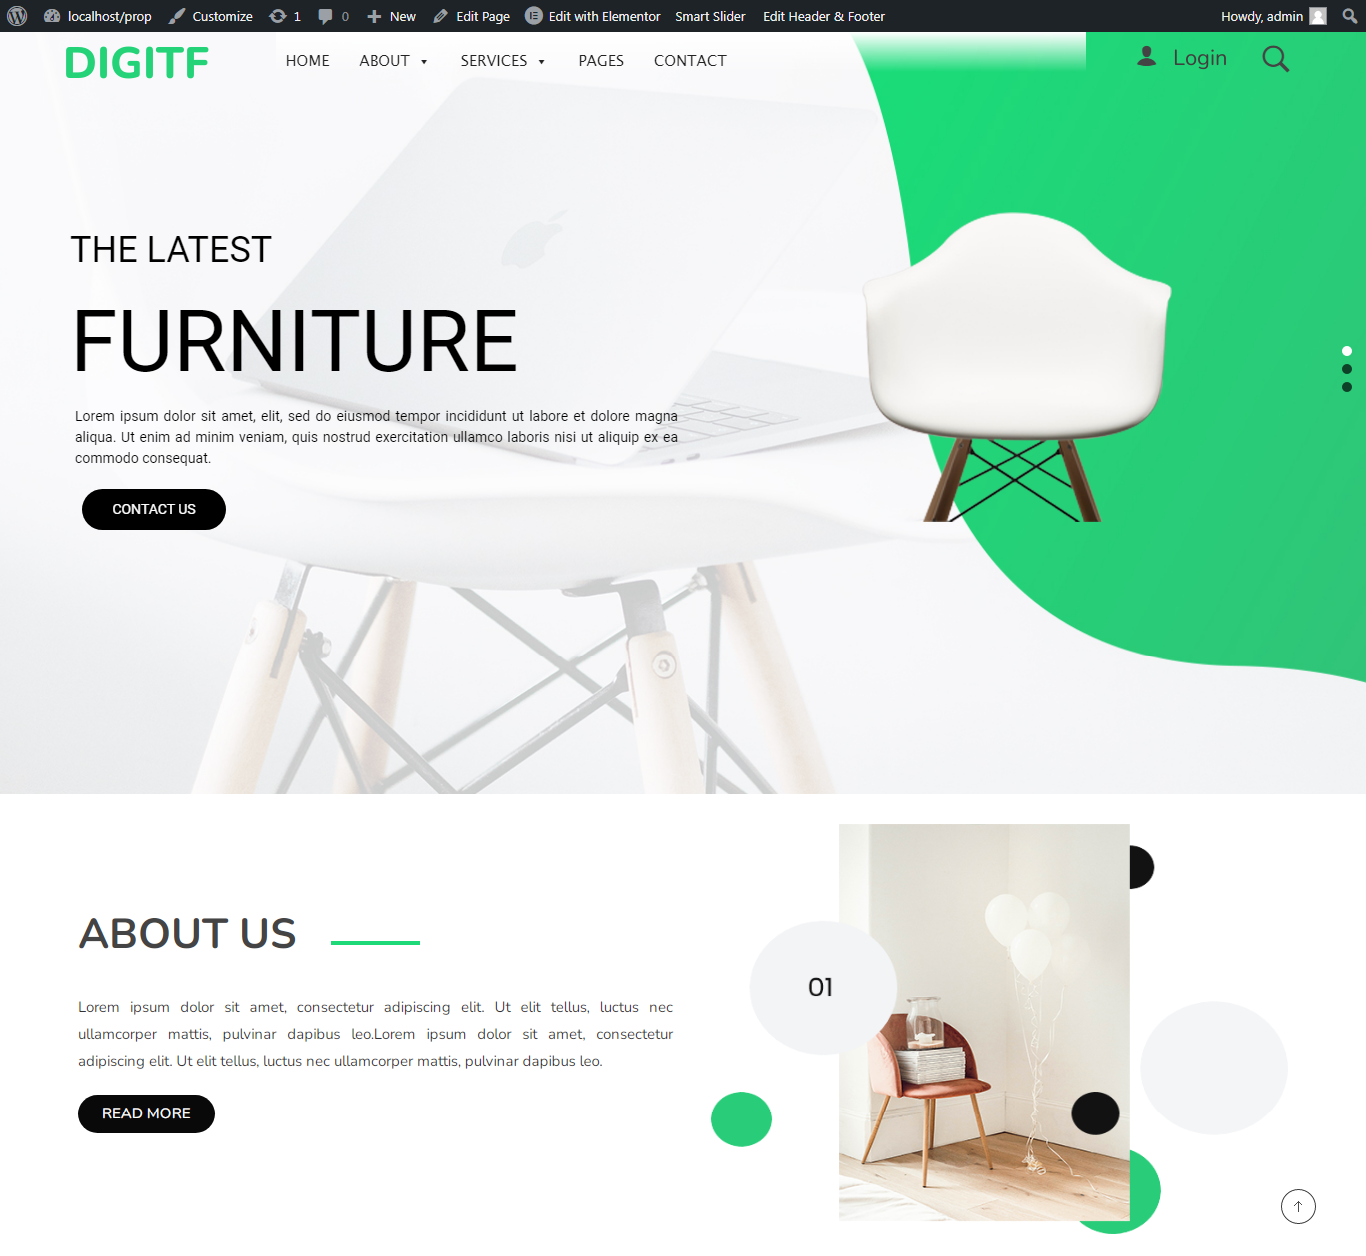 localhost/prop Customize 1 0 New Edit Page Edit with Elementor Smart Slider Edit Header & Footer Howdy, admin
DIGITF HOME ABOUT SERVICES PAGES CONTACT Login
THE LATEST
FURNITURE
Lorem ipsum dolor sit amet, elit, sed do eiusmod tempor incididunt ut labore et dolore magna
aliqua. Ut enim ad minim veniam, quis nostrud exercitation ullamco laboris nisi ut aliquip ex ea
commodo consequat.
CONTACT US
ABOUT US
Lorem ipsum dolor sit amet, consectetur adipiscing elit. Ut elit tellus, luctus nec
ullamcorper mattis, pulvinar dapibus leo.Lorem ipsum dolor sit amet, consectetur
adipiscing elit. Ut elit tellus, luctus nec ullamcorper mattis, pulvinar dapibus leo.
READ MORE
01